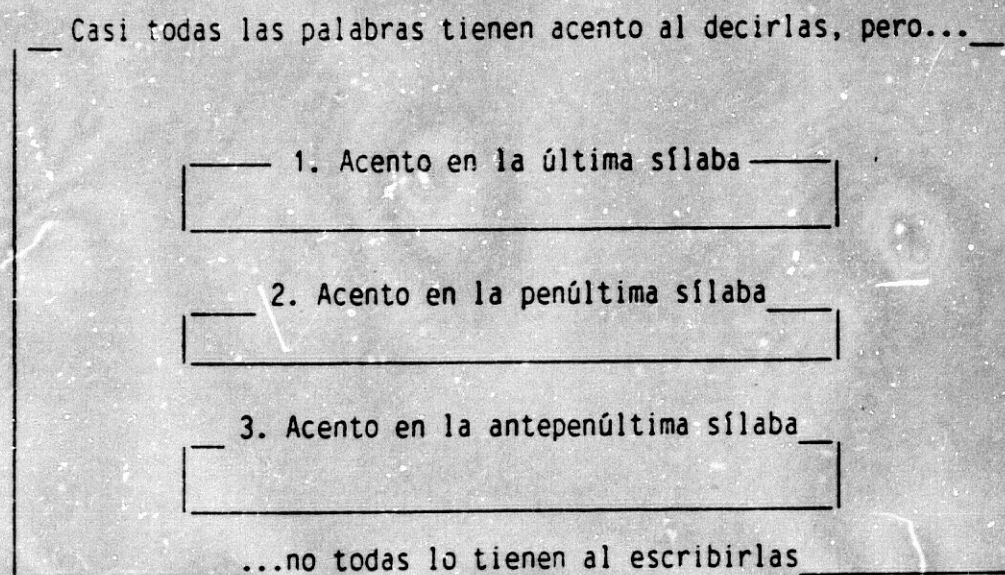 Casi todas las palabras tienen acento al decirlas, pero...
1. Acento en la última sílaba
2. Acento en la penúltima sílaba
3. Acento en la antepenúltima sílaba
...no todas lo tienen al escribirlas